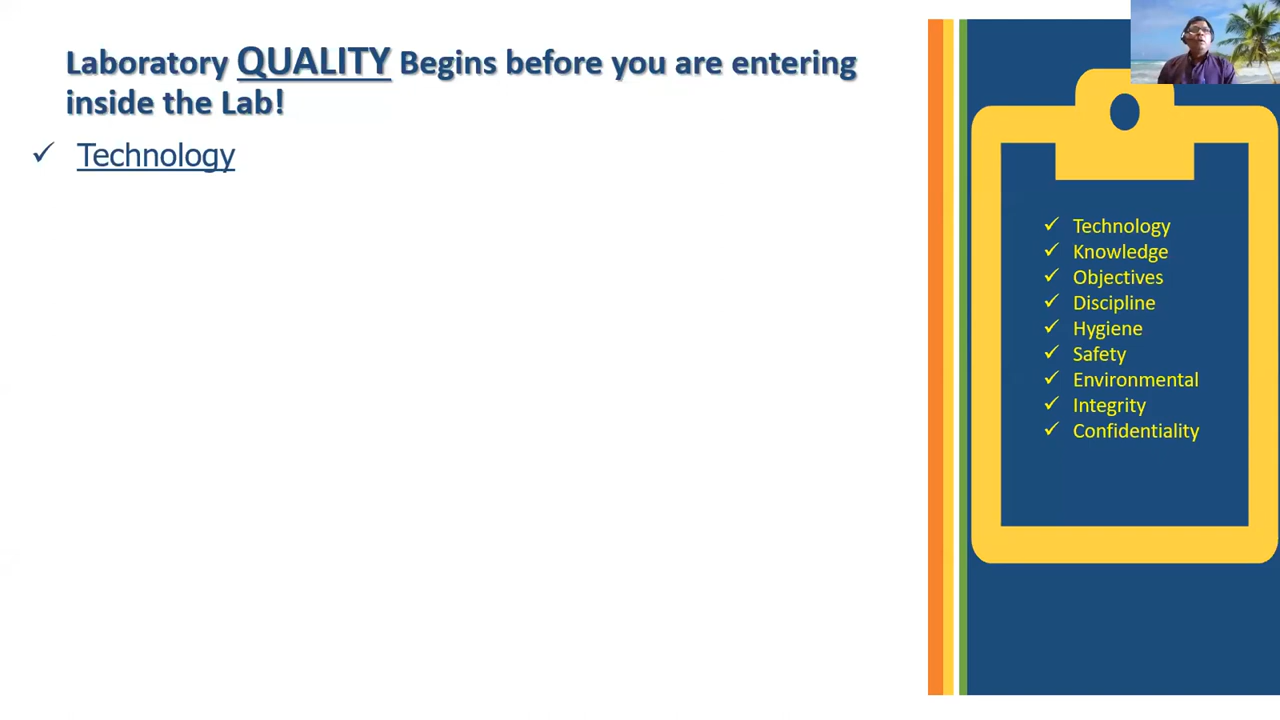 Laboratory QUALITY Begins before you are entering
inside the Lab!
✓ Technology
✓ Technology
✓ Knowledge
✓ Objectives
✓ Discipline
✓ Hygiene
✓ Safety
✓ Environmental
✓ Integrity
✓ Confidentiality